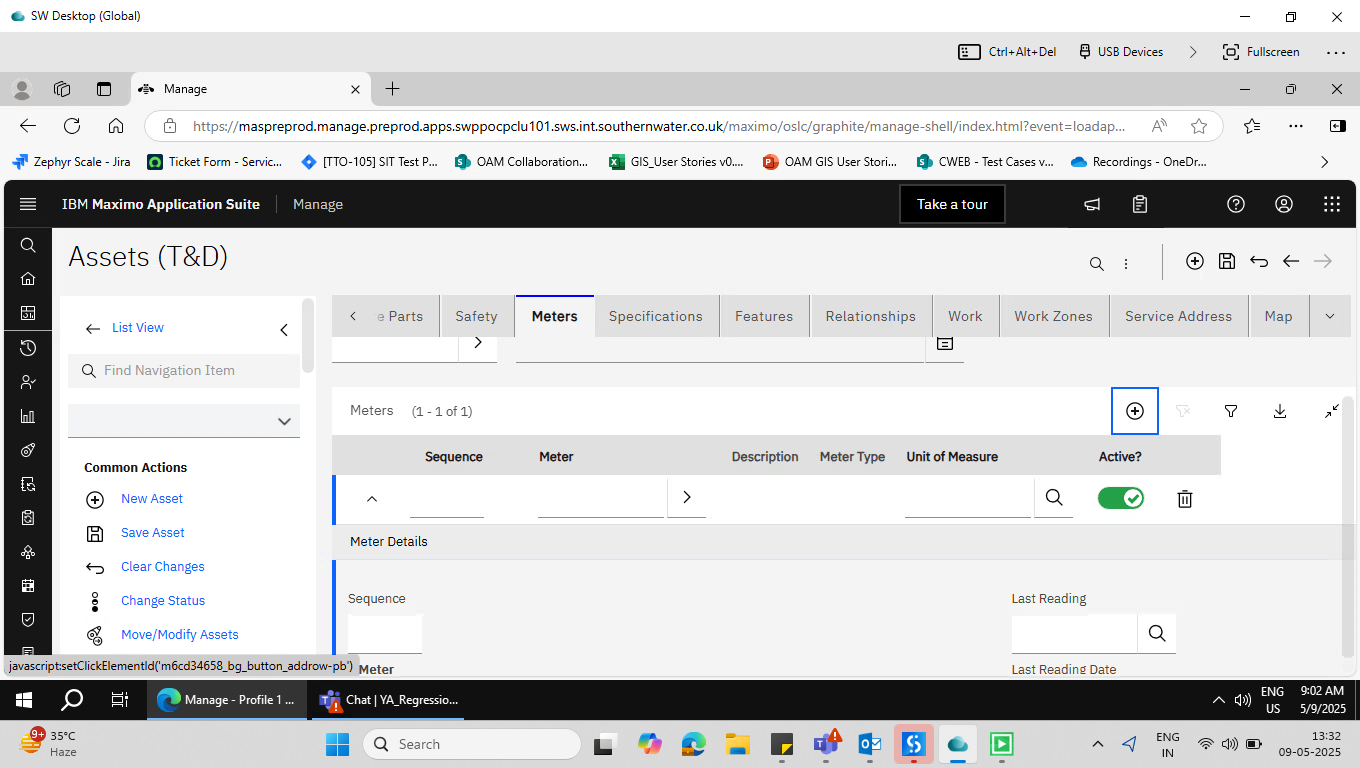 SW Desktop (Global)
Ctrl+Alt+Del USB Devices Fullscreen
Manage
https://maspreprod.manage.preprod.apps.swppocpclu101.sws.int.southernwater.co.uk/maximo/oslc/graphite/manage-shell/index.html?event=loadap...
Zephyr Scale - Jira Ticket Form - Servic... [TTO-105] SIT Test P... OAM Collaboration... GIS_User Stories v0.... OAM GIS User Stori... CWEB - Test Cases v... Recordings - OneDr...
IBM Maximo Application Suite Manage Take a tour
Assets (T&D)
e Parts Safety Meters Specifications Features Relationships Work Work Zones Service Address Map
List View
Find Navigation Item
Common Actions
New Asset
Save Asset
Clear Changes
Change Status
Move/Modify Assets
Meters (1 - 1 of 1)
Sequence Meter Description Meter Type Unit of Measure Active?
Meter Details
Sequence Last Reading
Meter Last Reading Date
javascript:setClickElementId('m6cd34658_bg_button_addrow-pb')
Manage - Profile 1 ... Chat | YA_Regressio...
ENG
US
9:02 AM
5/9/2025
9+
35°C
Haze
Search
ENG
IN
13:32
09-05-2025